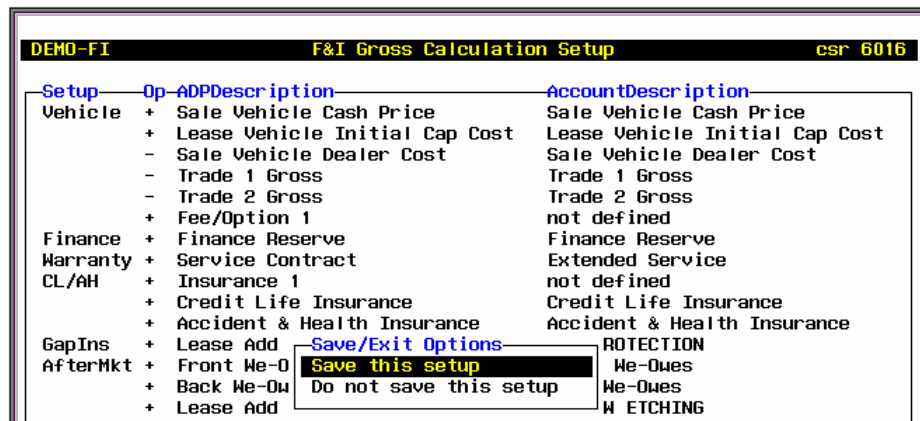 DEMO-FI F&I Gross Calculation Setup csr 6016
Setup Op ADPDescription AccountDescription
Vehicle + Sale Vehicle Cash Price Sale Vehicle Cash Price
+ Lease Vehicle Initial Cap Cost Lease Vehicle Initial Cap Cost
- Sale Vehicle Dealer Cost Sale Vehicle Dealer Cost
- Trade 1 Gross Trade 1 Gross
- Trade 2 Gross Trade 2 Gross
+ Fee/Option 1 not defined
Finance + Finance Reserve Finance Reserve
Warranty + Service Contract Extended Service
CL/AH + Insurance 1 not defined
+ Credit Life Insurance Credit Life Insurance
+ Accident & Health Insurance Accident & Health Insurance
GapIns + Lease Add Save/Exit Options ROTECTION
AfterMkt + Front We-O Save this setup We-Owes
+ Back We-Ow Do not save this setup We-Owes
+ Lease Add W ETCHING